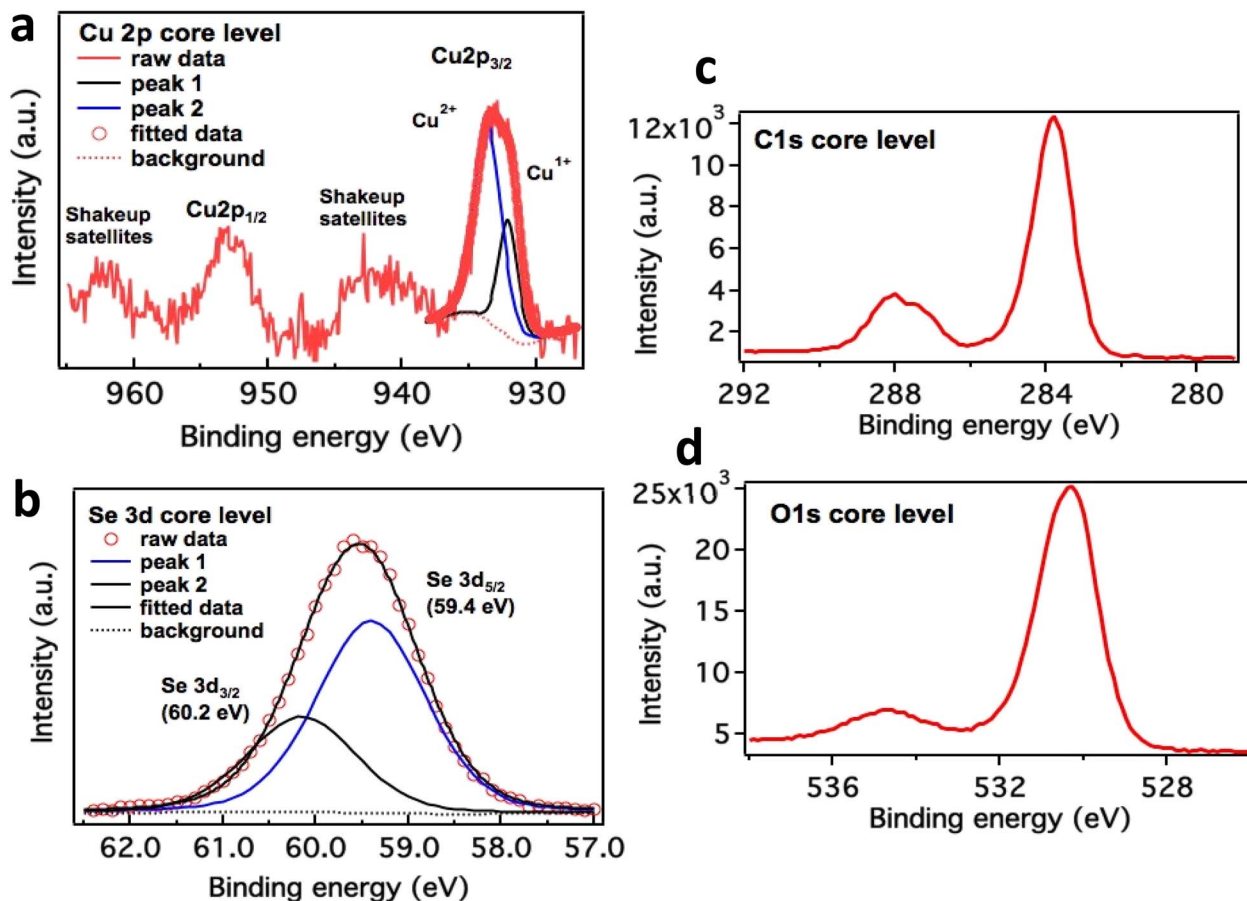 a
Cu 2p core level
raw data
peak 1
peak 2
fitted data
background
Cu2p3/2
Cu2+
Cu1+
Shakeup
satellites
Cu2p1/2
Shakeup
satellites
Intensity (a.u.)
960
950
940
930
Binding energy (eV)
b
Se 3d core level
raw data
peak 1
peak 2
fitted data
background
Se 3d5/2
(59.4 eV)
Se 3d3/2
(60.2 eV)
Intensity (a.u.)
62.0
61.0
60.0
59.0
58.0
57.0
Binding energy (eV)
c
12x10³
C1s core level
10
8
6
4
2
Intensity (a.u.)
292
288
284
280
Binding energy (eV)
d
25x10³
O1s core level
20
15
10
5
Intensity (a.u.)
536
532
528
Binding energy (eV)